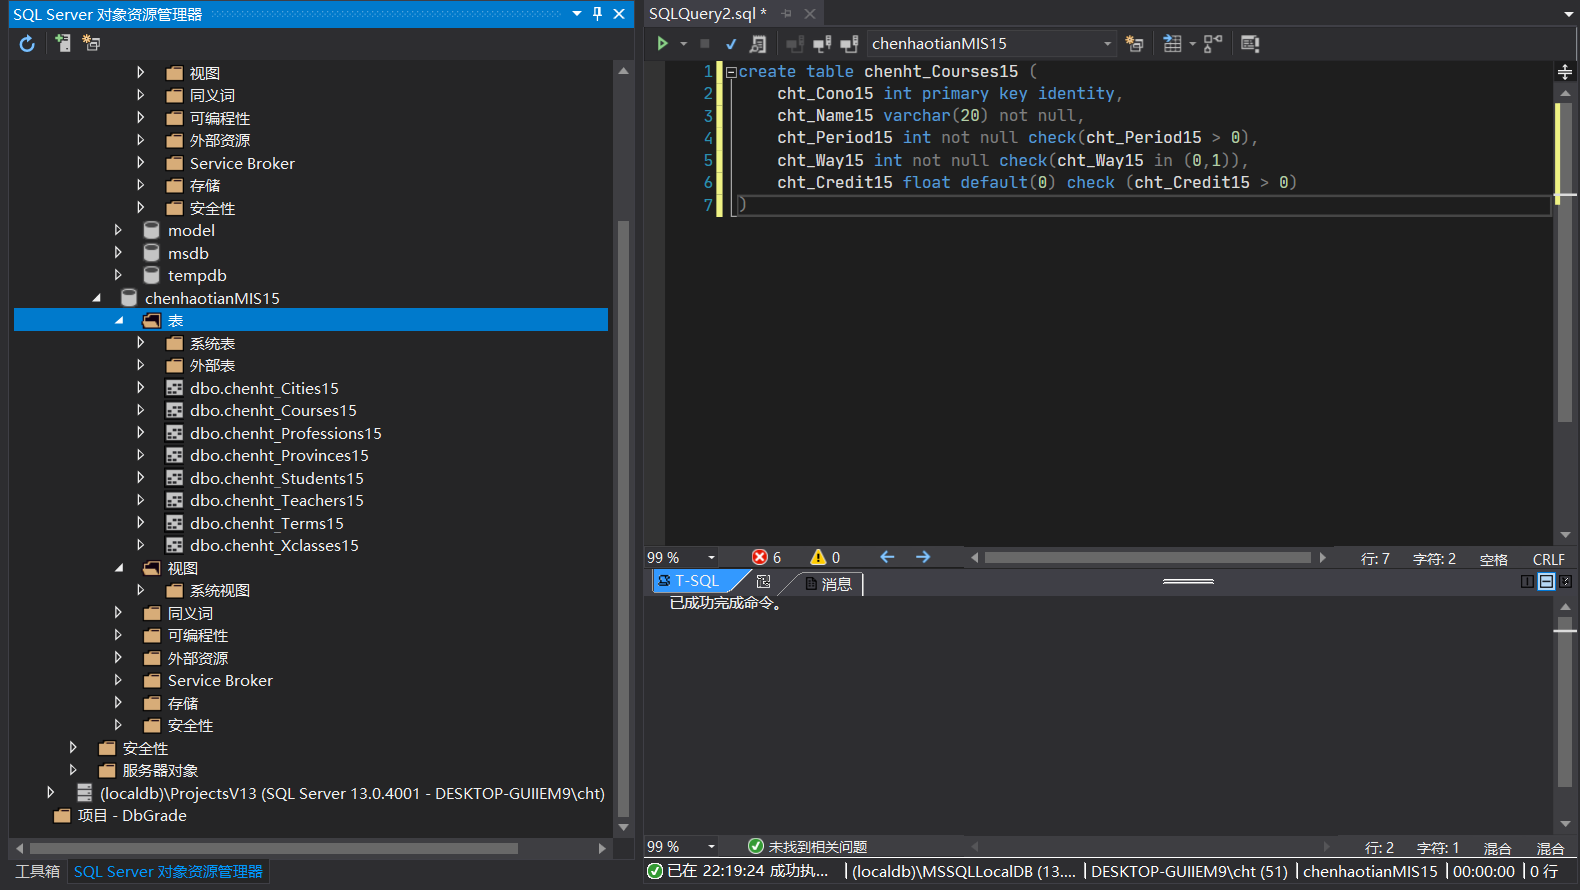 SQL Server 对象资源管理器
视图
同义词
可编程性
外部资源
Service Broker
存储
安全性
model
msdb
tempdb
chenhaotianMIS15
表
系统表
外部表
dbo.chenht_Cities15
dbo.chenht_Courses15
dbo.chenht_Professions15
dbo.chenht_Provinces15
dbo.chenht_Students15
dbo.chenht_Teachers15
dbo.chenht_Terms15
dbo.chenht_Xclasses15
视图
系统视图
同义词
可编程性
外部资源
Service Broker
存储
安全性
安全性
服务器对象
(localdb)\ProjectsV13 (SQL Server 13.0.4001 - DESKTOP-GUIIEM9\cht)
项目 - DbGrade
工具箱 SQL Server 对象资源管理器
SQLQuery2.sql *
chenhaotianMIS15
1 create table chenht_Courses15 (
2 cht_Cono15 int primary key identity,
3 cht_Name15 varchar(20) not null,
4 cht_Period15 int not null check(cht_Period15 > 0),
5 cht_Way15 int not null check(cht_Way15 in (0,1)),
6 cht_Credit15 float default(0) check (cht_Credit15 > 0)
7 )
99 % 6 0 行: 7 字符: 2 空格 CRLF
T-SQL 消息
已成功完成命令。
99 % 未找到相关问题 行: 2 字符: 1 混合 混合
已在 22:19:24 成功执... (localdb)\MSSQLLocalDB (13.... DESKTOP-GUIIEM9\cht (51) chenhaotianMIS15 00:00:00 0 行